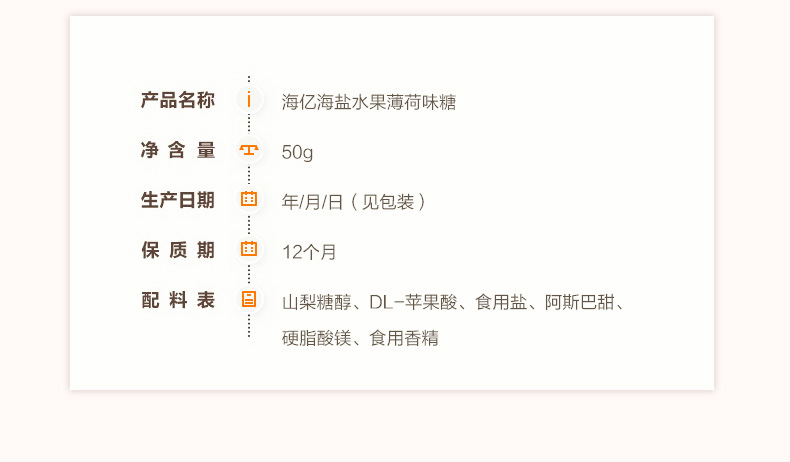 产品名称 海亿海盐水果薄荷味糖
净含量 50g
生产日期 年/月/日（见包装）
保质期 12个月
配料表 山梨糖醇、DL-苹果酸、食用盐、阿斯巴甜、
硬脂酸镁、食用香精